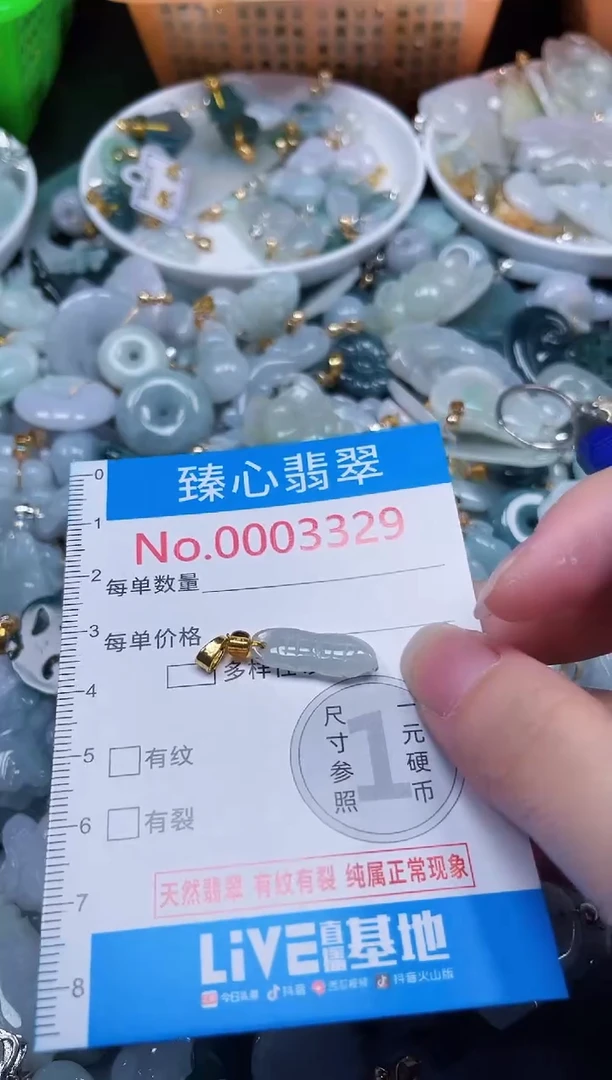 臻心翡翠
No.0003329
0
1
2
3
4
5
6
7
8
每单数量
每单价格
多样性
尺寸参照
1
一元硬币
有纹
有裂
天然翡翠 有纹有裂 纯属正常现象
LiVE直播基地
今日头条 抖音 西瓜视频 抖音火山版